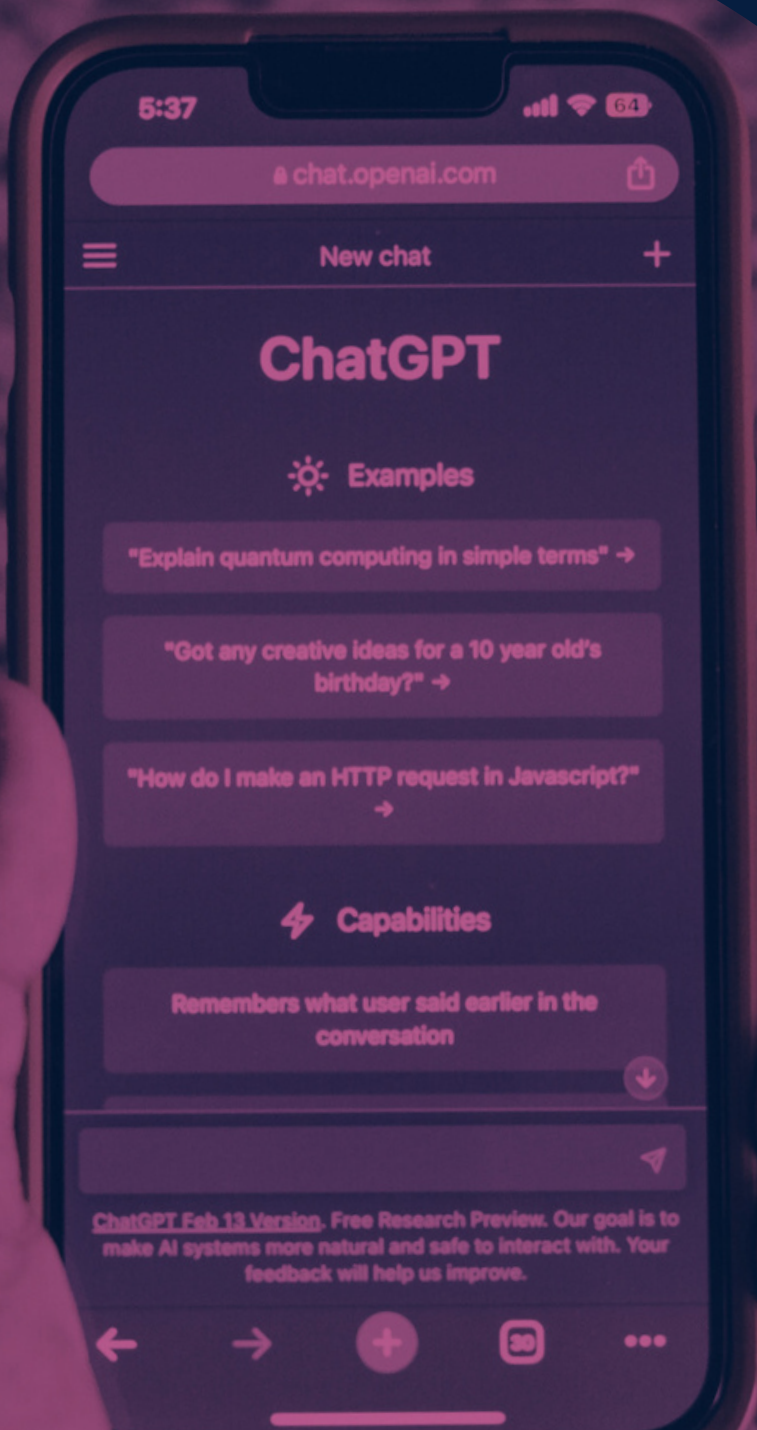 5:37
64
chat.openai.com
New chat
ChatGPT
Examples
"Explain quantum computing in simple terms" →
"Got any creative ideas for a 10 year old's
birthday?" →
"How do I make an HTTP request in Javascript?"
→
Capabilities
Remembers what user said earlier in the
conversation
ChatGPT Feb 13 Version. Free Research Preview. Our goal is to
make AI systems more natural and safe to interact with. Your
feedback will help us improve.
30